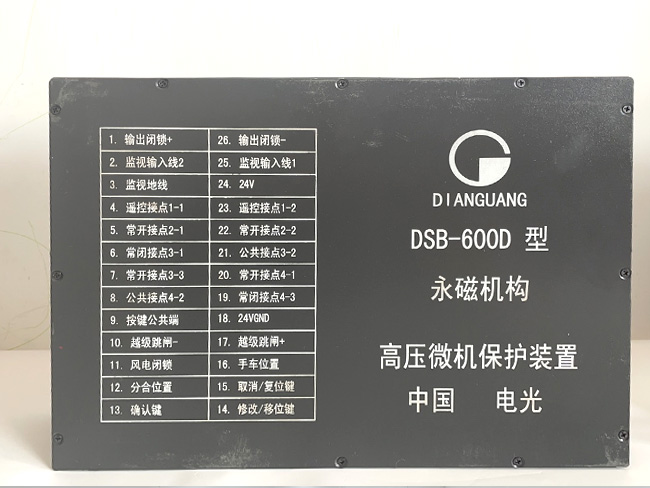 1. 输出闭锁+ 26. 输出闭锁-
2. 监视输入线2 25. 监视输入线1
3. 监视地线 24. 24V
4. 遥控接点1-1 23. 遥控接点1-2
5. 常开接点2-1 22. 常开接点2-2
6. 常闭接点3-1 21. 公共接点3-2
7. 常开接点3-3 20. 常开接点4-1
8. 公共接点4-2 19. 常闭接点4-3
9. 按键公共端 18. 24VGND
10. 越级跳闸- 17. 越级跳闸+
11. 风电闭锁 16. 手车位置
12. 分合位置 15. 取消/复位键
13. 确认键 14. 修改/移位键
DIANGUANG
DSB-600D 型
永磁机构
高压微机保护装置
中国 电光